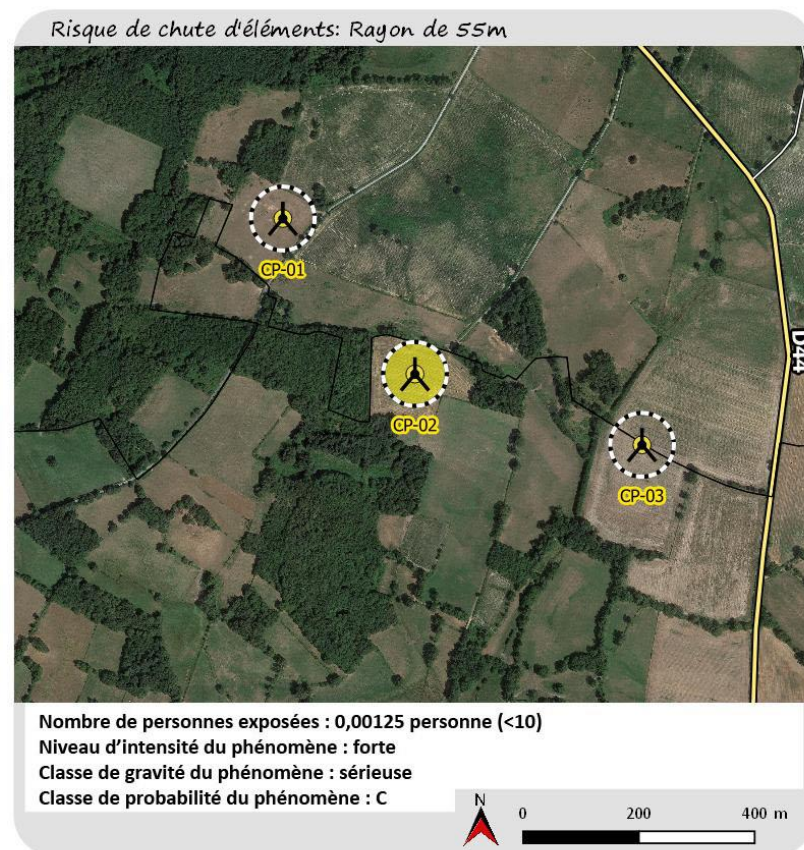 Risque de chute d'éléments: Rayon de 55m
CP-01
CP-02
CP-03
D44
Nombre de personnes exposées : 0,00125 personne (<10)
Niveau d'intensité du phénomène : forte
Classe de gravité du phénomène : sérieuse
Classe de probabilité du phénomène : C
N
0 200 400 m